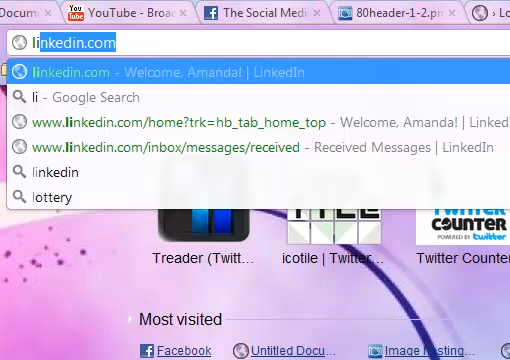 Docum
YouTube - Broa
The Social Medi
80header-1-2.pn
› Lo
linkedin.com
linkedin.com - Welcome, Amanda! | LinkedIn
li - Google Search
www.linkedin.com/home?trk=hb_tab_home_top - Welcome, Amanda! | Linked
www.linkedin.com/inbox/messages/received - Received Messages | LinkedIn
linkedin
lottery
TWITTER
COUNTER
POWERED BY twitter
Treader (Twitt...
icotile | Twitter...
Twitter Counter
Most visited
Facebook
Untitled Docu...
Image Hosting,...
Lo